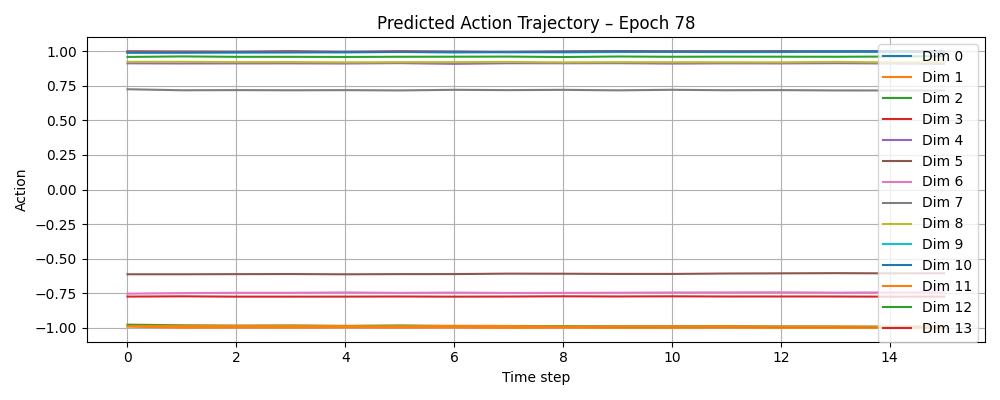 Predicted Action Trajectory – Epoch 78
1.00
0.75
0.50
0.25
0.00
−0.25
−0.50
−0.75
−1.00
Action
0 2 4 6 8 10 12 14
Time step
Dim 0
Dim 1
Dim 2
Dim 3
Dim 4
Dim 5
Dim 6
Dim 7
Dim 8
Dim 9
Dim 10
Dim 11
Dim 12
Dim 13